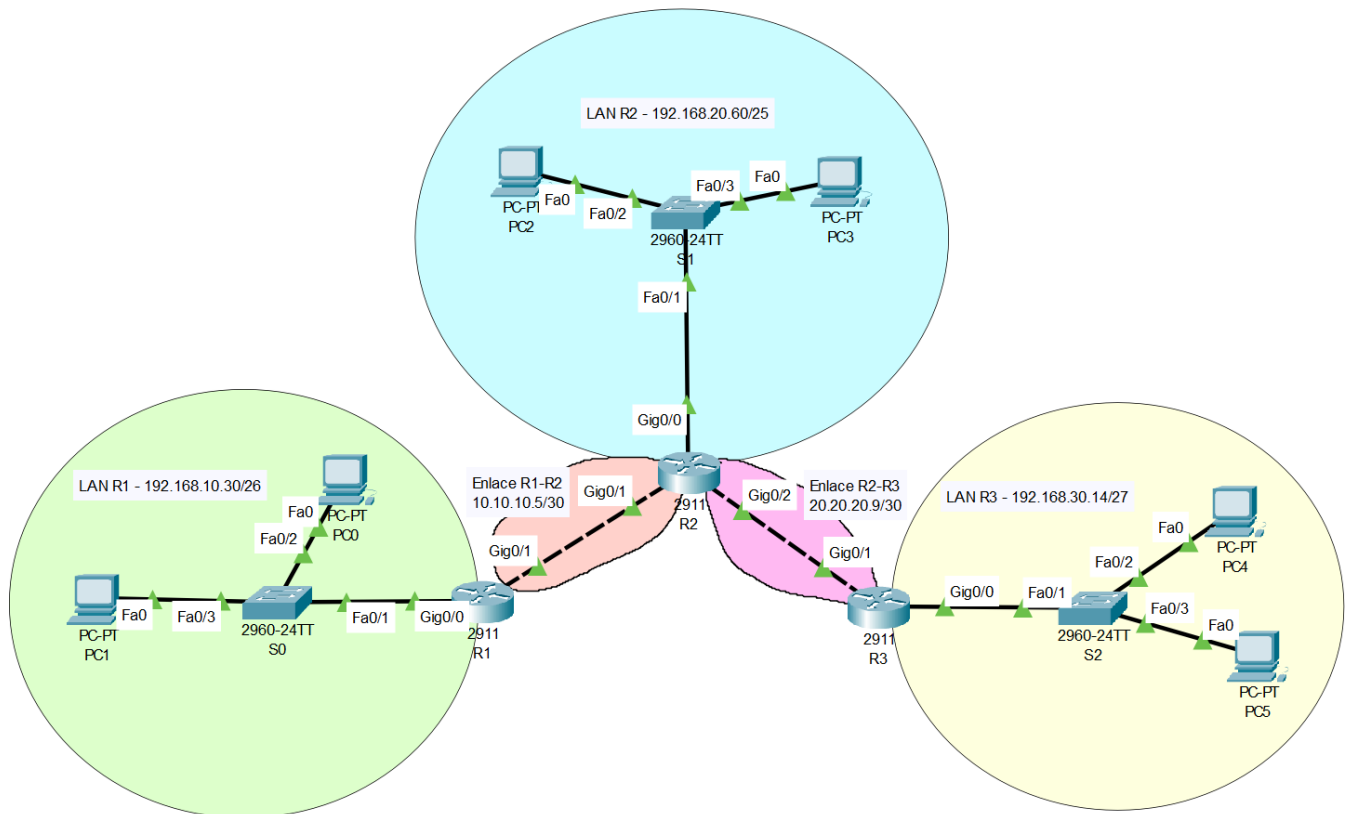 LAN R2 - 192.168.20.60/25
Fa0
Fa0/2
Fa0/3
Fa0
PC-PT
PC2
2960-24TT
S1
PC-PT
PC3
Fa0/1
Gig0/0
2911
R2
LAN R1 - 192.168.10.30/26
PC-PT
PC0
Fa0
Fa0/2
Fa0
Fa0/3
Fa0/1
Gig0/0
PC-PT
PC1
2960-24TT
S0
2911
R1
Enlace R1-R2
10.10.10.5/30
Gig0/1
Gig0/1
Gig0/2
Enlace R2-R3
20.20.20.9/30
Gig0/1
2911
R3
LAN R3 - 192.168.30.14/27
Gig0/0
Fa0/1
Fa0/2
Fa0
PC-PT
PC4
Fa0/3
Fa0
2960-24TT
S2
PC-PT
PC5